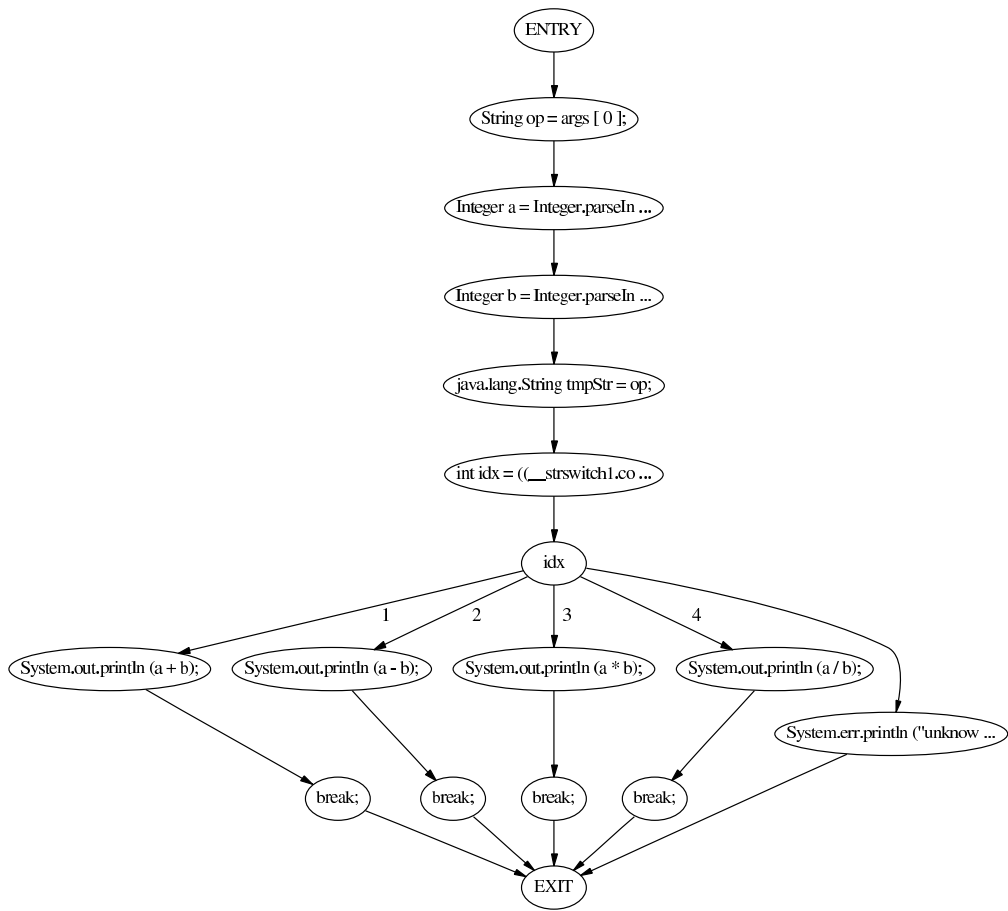 ENTRY
String op = args [ 0 ];
Integer a = Integer.parseIn ...
Integer b = Integer.parseIn ...
java.lang.String tmpStr = op;
int idx = ((__strswitch1.co ...
idx
1
2
3
4
System.out.println (a + b);
System.out.println (a - b);
System.out.println (a * b);
System.out.println (a / b);
System.err.println ("unknow ...
break;
break;
break;
break;
EXIT